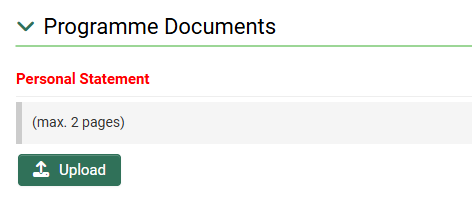 Programme Documents
Personal Statement
(max. 2 pages)
Upload